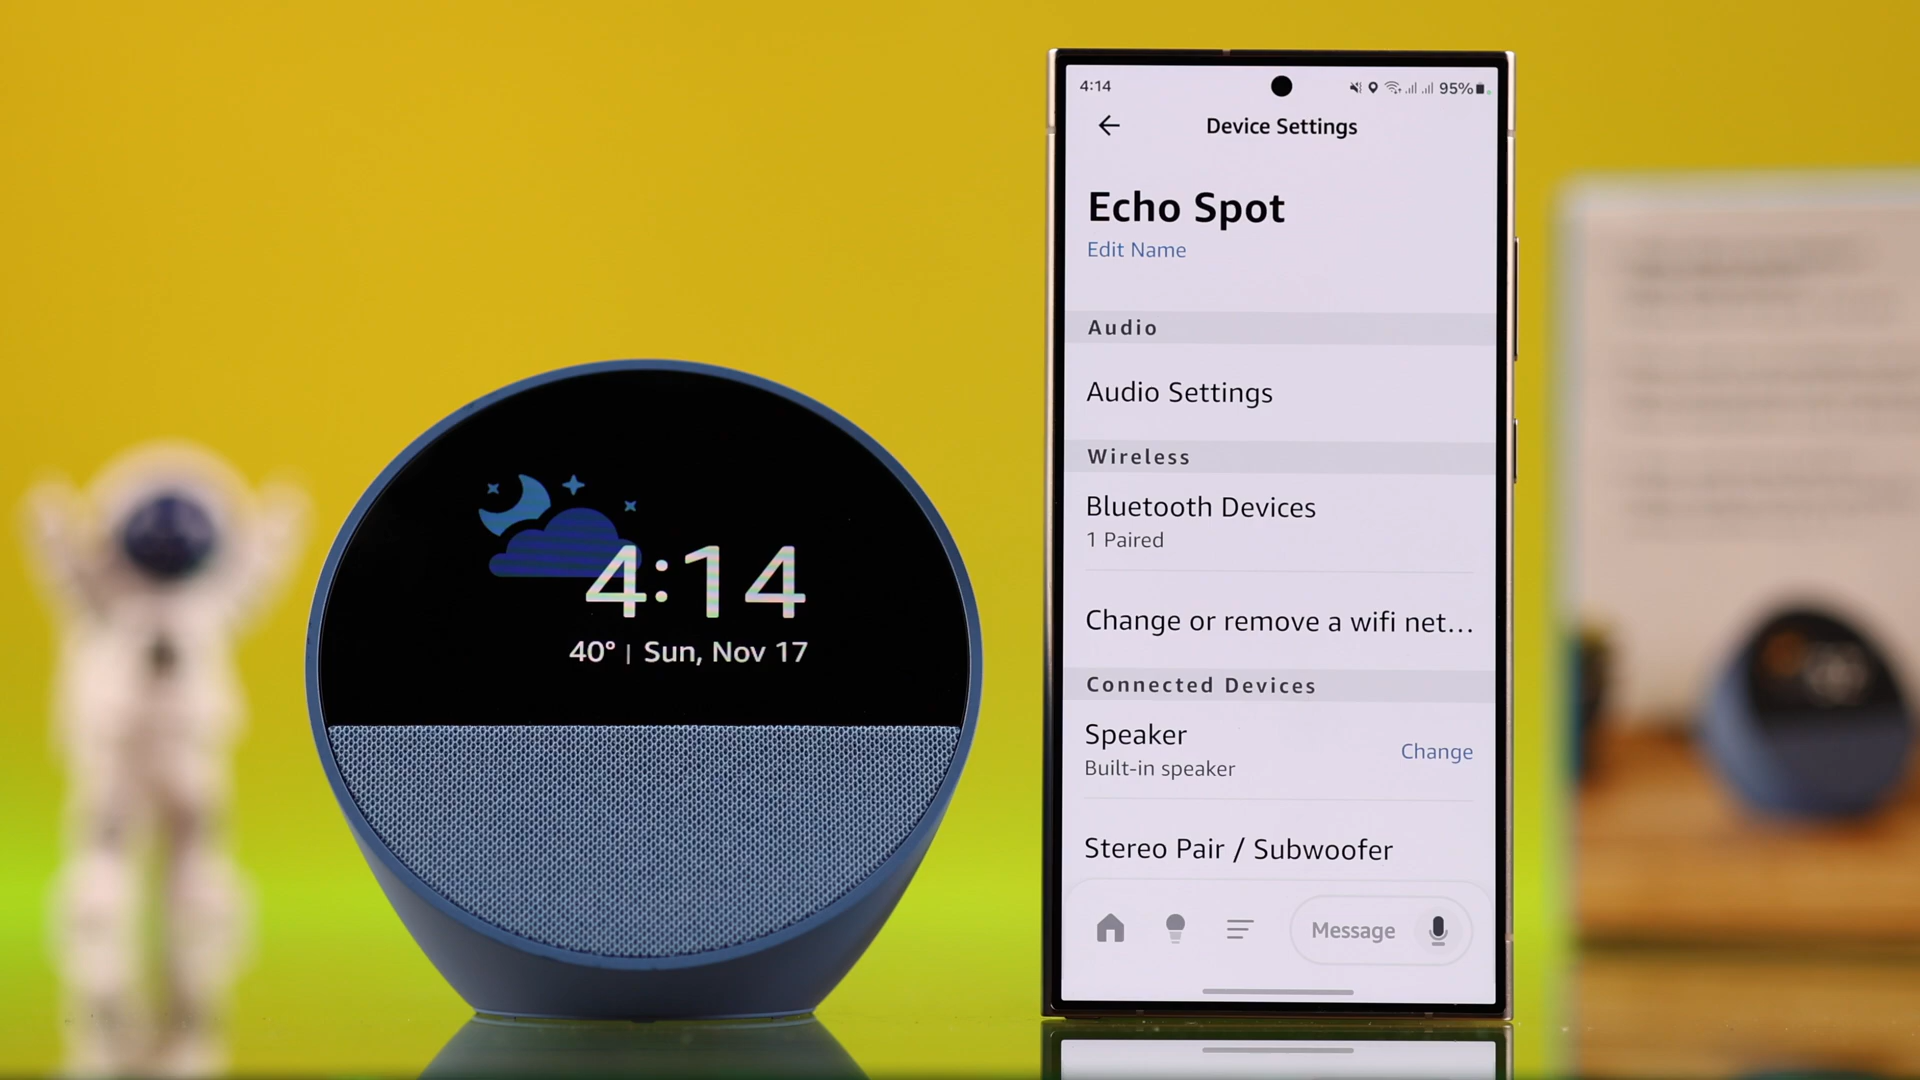 4:14
40° | Sun, Nov 17
4:14
95%
Device Settings
Echo Spot
Edit Name
Audio
Audio Settings
Wireless
Bluetooth Devices
1 Paired
Change or remove a wifi net...
Connected Devices
Speaker
Built-in speaker
Change
Stereo Pair / Subwoofer
Message